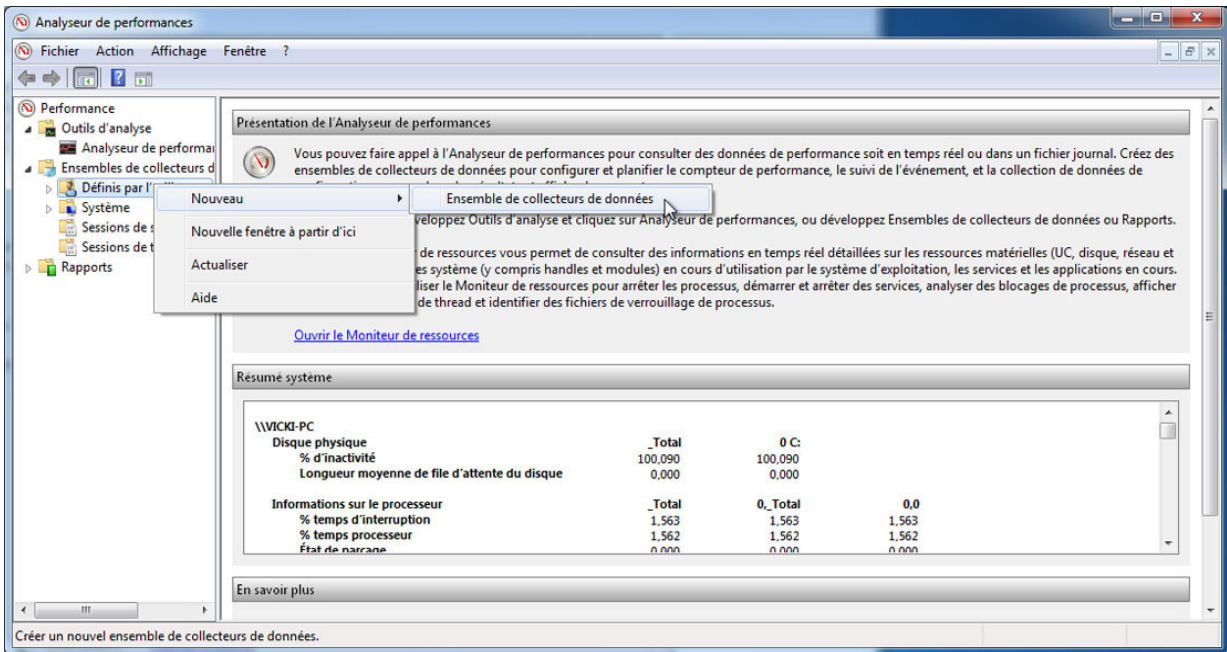 Analyseur de performances
Fichier Action Affichage Fenêtre ?
Performance
Outils d'analyse
Analyseur de performa
Ensembles de collecteurs d
Définis par l'
Système
Sessions de
Sessions de
Rapports
Nouveau
Nouvelle fenêtre à partir d'ici
Actualiser
Aide
Ensemble de collecteurs de données
Présentation de l'Analyseur de performances
Vous pouvez faire appel à l'Analyseur de performances pour consulter des données de performance soit en temps réel ou dans un fichier journal. Créez des
ensembles de collecteurs de données pour configurer et planifier le compteur de performance, le suivi de l'événement, et la collection de données de
veloppez Outils d'analyse et cliquez sur Analyseur de performances, ou développez Ensembles de collecteurs de données ou Rapports.
de ressources vous permet de consulter des informations en temps réel détaillées sur les ressources matérielles (UC, disque, réseau et
es système (y compris handles et modules) en cours d'utilisation par le système d'exploitation, les services et les applications en cours.
liser le Moniteur de ressources pour arrêter les processus, démarrer et arrêter des services, analyser des blocages de processus, afficher
de thread et identifier des fichiers de verrouillage de processus.
Ouvrir le Moniteur de ressources
Résumé système
\\VICKI-PC
Disque physique _Total 0 C:
% d'inactivité 100,090 100,090
Longueur moyenne de file d'attente du disque 0,000 0,000
Informations sur le processeur _Total 0,_Total 0,0
% temps d'interruption 1,563 1,563 1,563
% temps processeur 1,562 1,562 1,562
État de parcage 0,000 0,000 0,000
En savoir plus
Créer un nouvel ensemble de collecteurs de données.